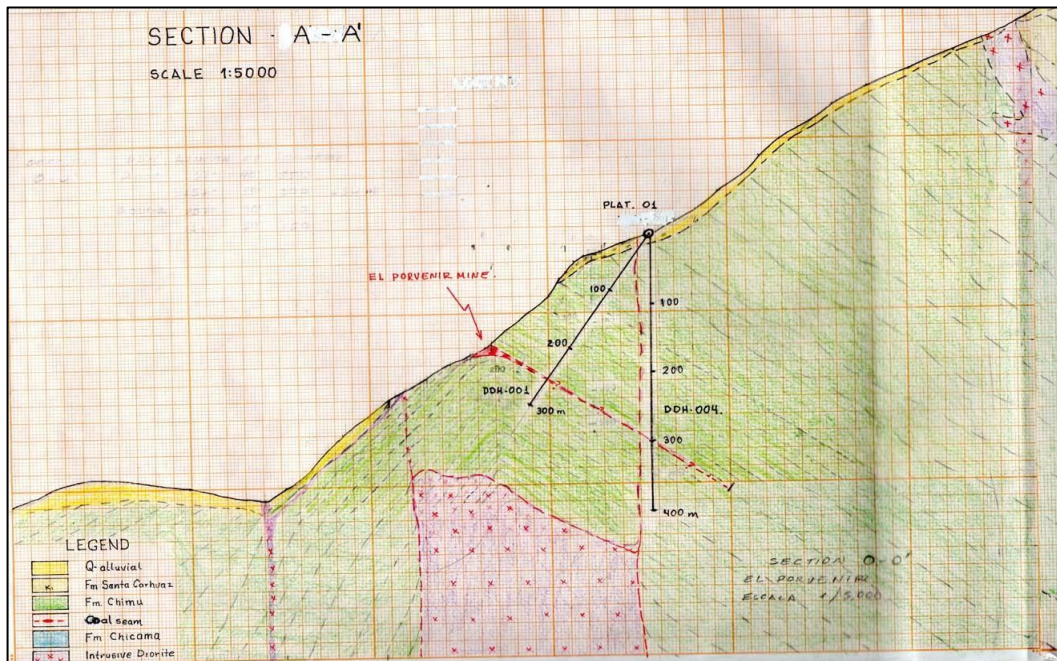 SECTION - A - A'
SCALE 1:5000
PLAT. 01
EL PORVENIR MINE.
100
100
200
200
200
DDH-001
300 m
DDH-004.
300
400 m
LEGEND
Q-alluvial
Fm Santa Carhuaz
Fm. Chimu
Coal seam
Fm Chicama
Intrusive Diorite
SECTION O-O'
EL PORVENIR
ESCALA 1/5,000